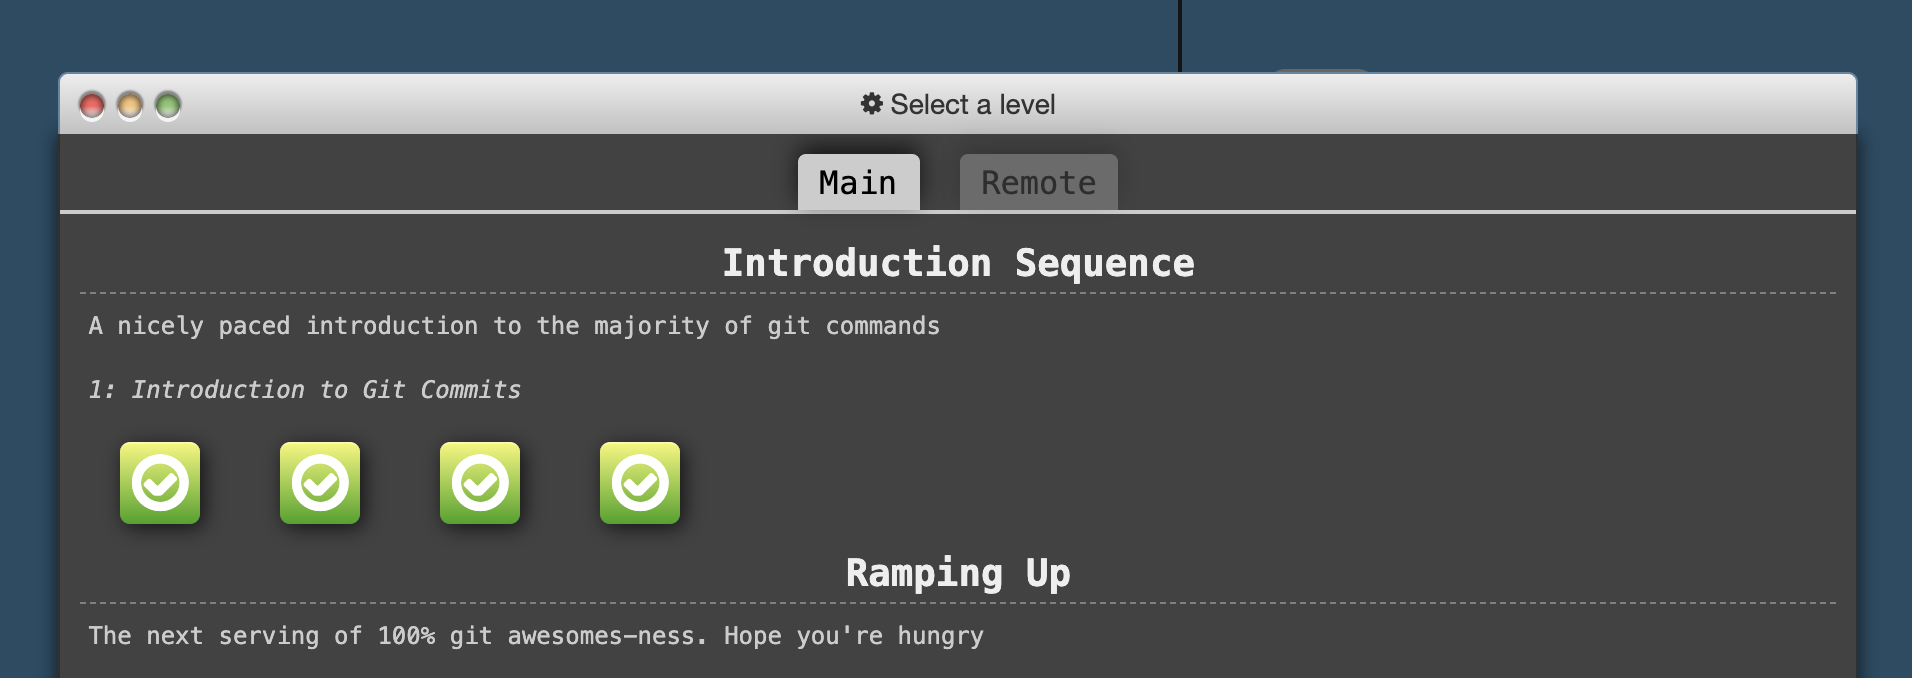 Select a level
Main Remote
Introduction Sequence
A nicely paced introduction to the majority of git commands
1: Introduction to Git Commits
Ramping Up
The next serving of 100% git awesomes-ness. Hope you're hungry